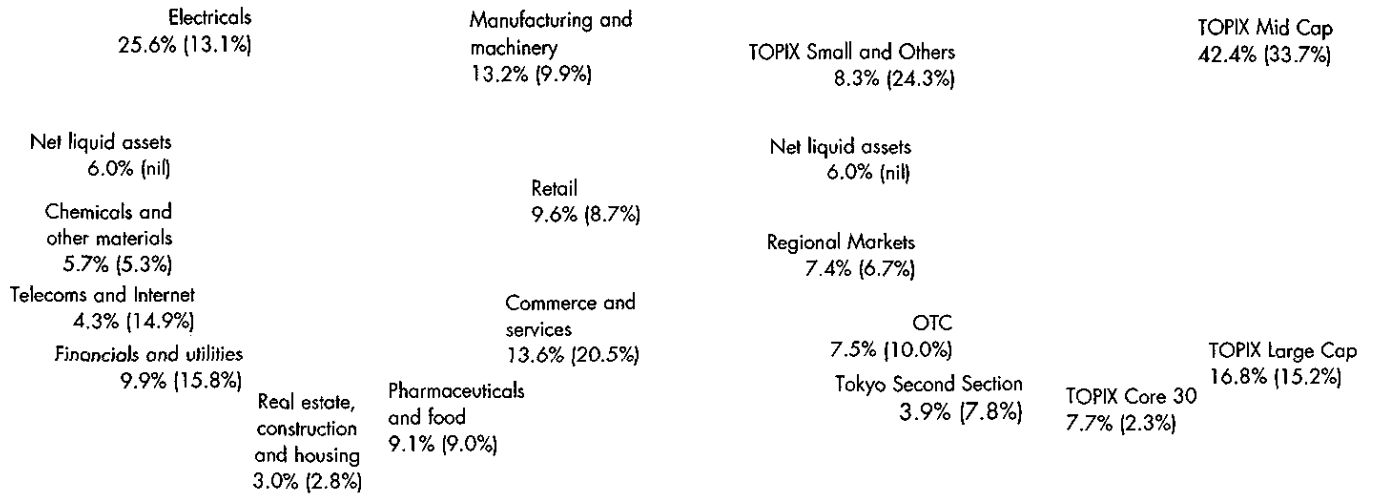 Electricals
25.6% (13.1%)
Manufacturing and
machinery
13.2% (9.9%)
Net liquid assets
6.0% (nil)
Retail
9.6% (8.7%)
Chemicals and
other materials
5.7% (5.3%)
Telecoms and Internet
4.3% (14.9%)
Commerce and
services
13.6% (20.5%)
Financials and utilities
9.9% (15.8%)
Real estate,
construction
and housing
3.0% (2.8%)
Pharmaceuticals
and food
9.1% (9.0%)
TOPIX Small and Others
8.3% (24.3%)
TOPIX Mid Cap
42.4% (33.7%)
Net liquid assets
6.0% (nil)
Regional Markets
7.4% (6.7%)
OTC
7.5% (10.0%)
Tokyo Second Section
3.9% (7.8%)
TOPIX Core 30
7.7% (2.3%)
TOPIX Large Cap
16.8% (15.2%)